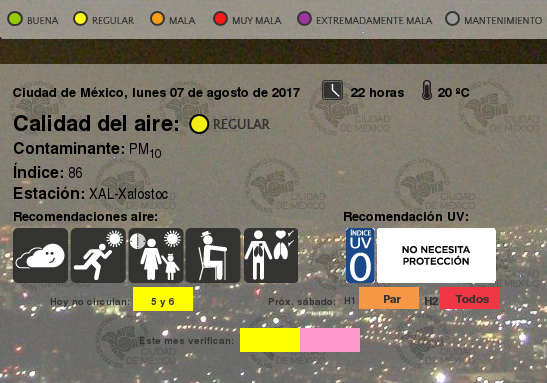 BUENA REGULAR MALA MUY MALA EXTREMADAMENTE MALA MANTENIMIENTO
Ciudad de México, lunes 07 de agosto de 2017 22 horas 20 ºC
Calidad del aire: REGULAR
Contaminante: PM10
Índice: 86
Estación: XAL-Xalostoc
Recomendaciones aire: Recomendación UV:
ÍNDICE
UV
0
NO NECESITA
PROTECCIÓN
Hoy no circulan: 5 y 6 Próx. sábado: H1 Par H2 Todos
Este mes verifican:
CIUDAD
DE MÉXICO